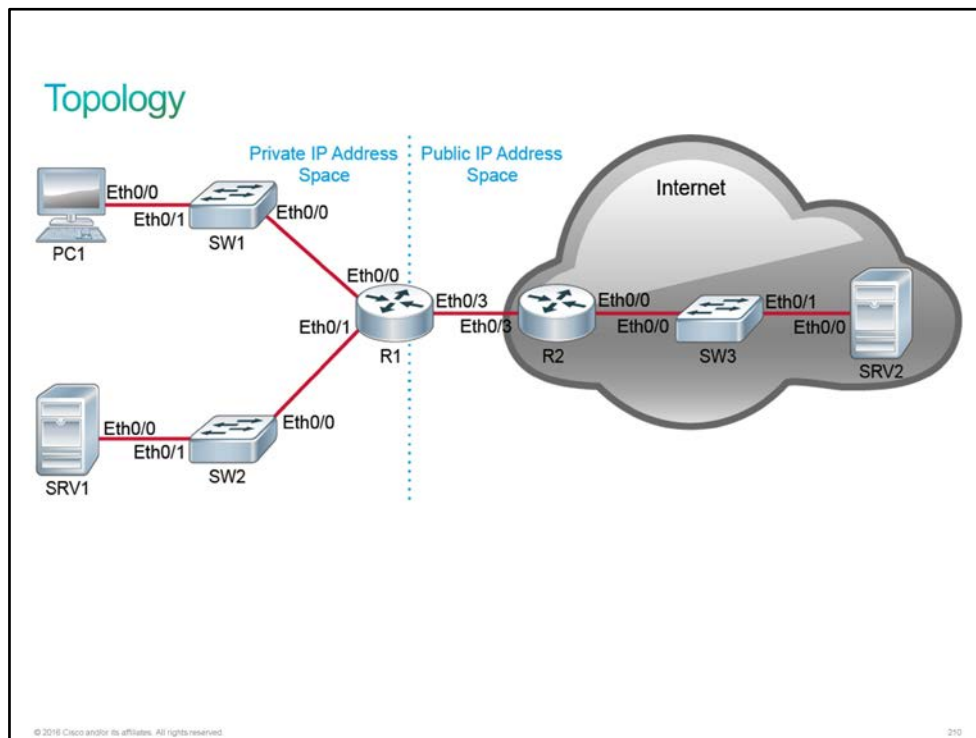 Topology
Private IP Address
Space
Public IP Address
Space
Internet
Eth0/0
Eth0/1
PC1
SW1
Eth0/0
Eth0/0
Eth0/1
R1
Eth0/3
Eth0/3
R2
Eth0/0
Eth0/0
SW3
Eth0/1
Eth0/0
SRV2
Eth0/0
Eth0/1
SRV1
SW2
Eth0/0
© 2016 Cisco and/or its affiliates. All rights reserved.
210